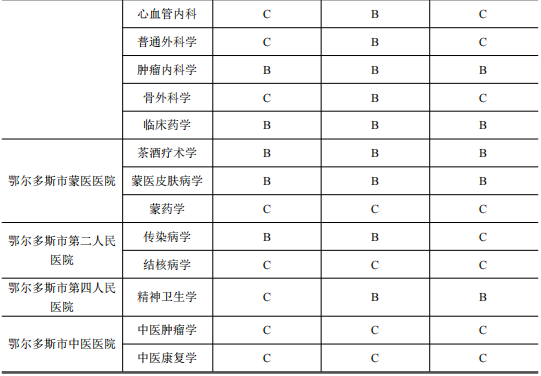 心血管内科 C B C
普通外科学 C B C
肿瘤内科学 B B B
骨外科学 C B C
临床药学 B B B
鄂尔多斯市蒙医医院 茶酒疗术学 B B B
蒙医皮肤病学 B B B
蒙药学 C C C
鄂尔多斯市第二人民
医院
传染病学 B B C
结核病学 C C C
鄂尔多斯市第四人民
医院
精神卫生学 C B B
鄂尔多斯市中医医院 中医肿瘤学 C C C
中医康复学 C C C